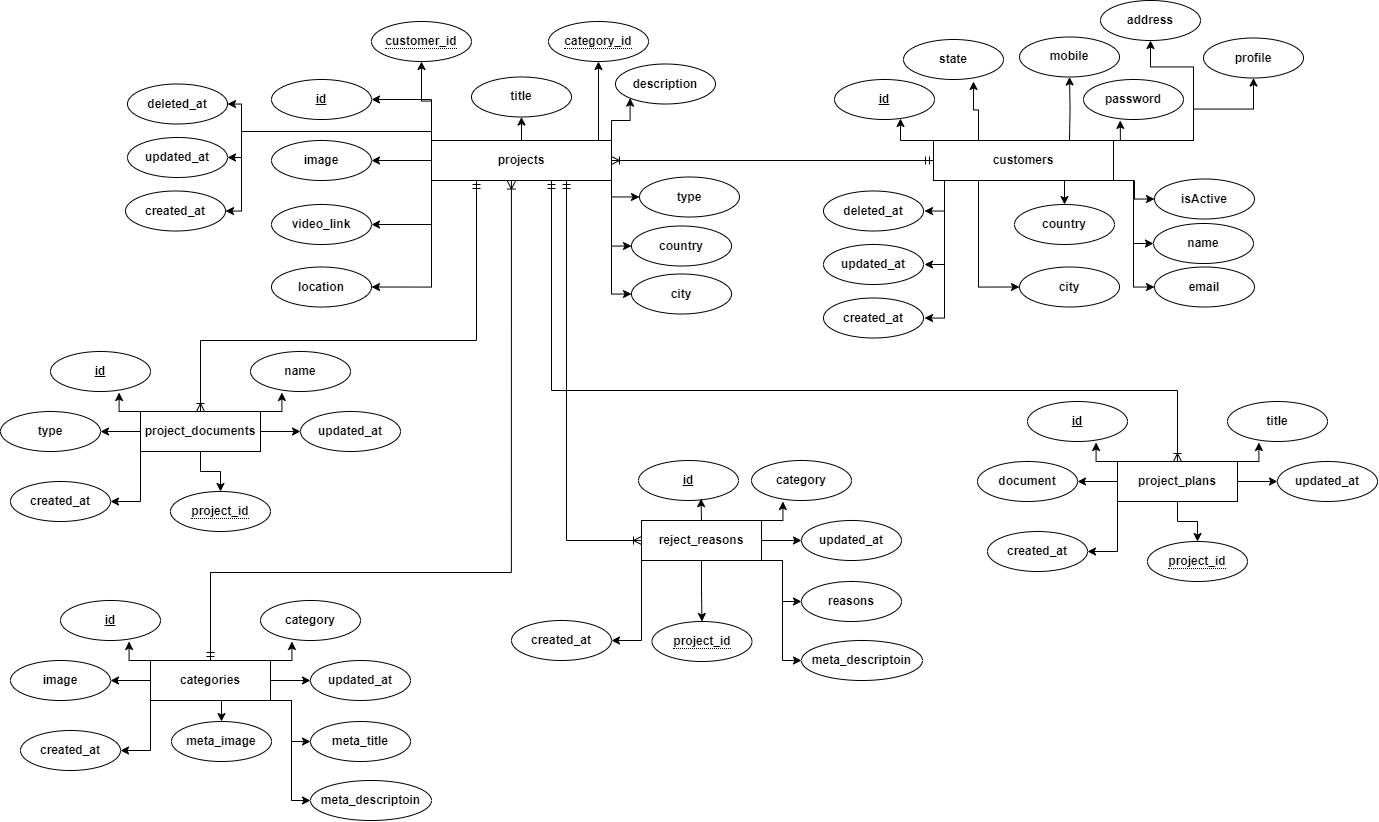 address
customer_id
category_id
state
mobile
profile
id
title
description
id
password
deleted_at
updated_at
created_at
image
projects
customers
video_link
location
type
country
city
deleted_at
updated_at
created_at
country
city
isActive
name
email
id
name
type
project_documents
updated_at
created_at
project_id
id
title
document
project_plans
updated_at
created_at
project_id
id
category
reject_reasons
updated_at
reasons
created_at
project_id
meta_descriptoin
id
category
image
categories
updated_at
created_at
meta_image
meta_title
meta_descriptoin